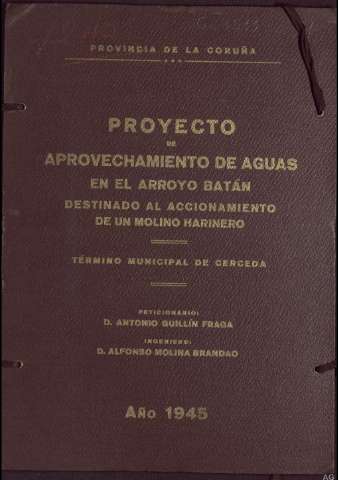 PROVINCIA DE LA CORUÑA
PROYECTO
DE
APROVECHAMIENTO DE AGUAS
EN EL ARROYO BATÁN
DESTINADO AL ACCIONAMIENTO
DE UN MOLINO HARINERO
TÉRMINO MUNICIPAL DE CERCEDA
PETICIONARIO:
D. ANTONIO GUILLÍN FRAGA
INGENIERO:
D. ALFONSO MOLINA BRANDAO
AÑO 1945
AG